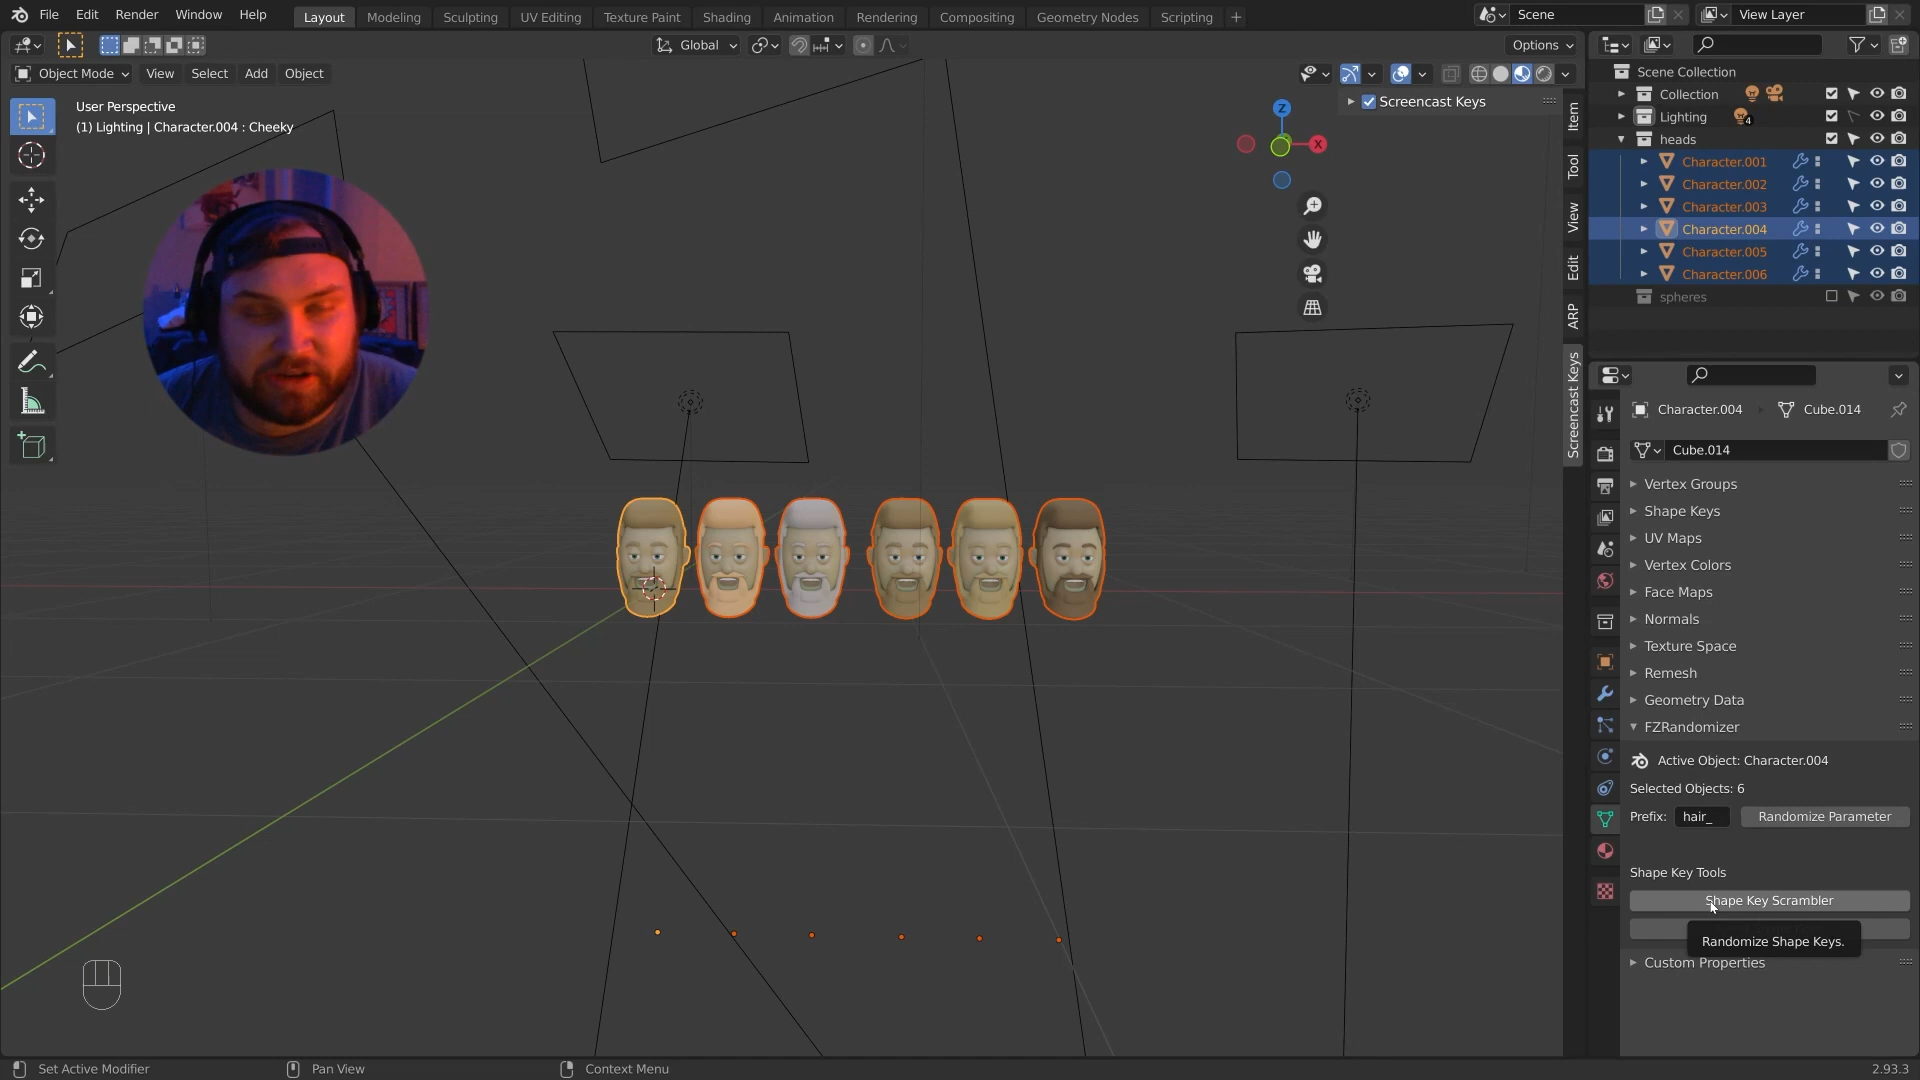 File Edit Render Window Help
Layout Modeling Sculpting UV Editing Texture Paint Shading Animation Rendering Compositing Geometry Nodes Scripting +
Scene
View Layer
Global
Options
Object Mode View Select Add Object
User Perspective
(1) Lighting | Character.004 : Cheeky
Screencast Keys
Z
X
Item
Tool
View
Edit
ARP
Screencast Keys
Scene Collection
Collection
Lighting 4
heads
Character.001
Character.002
Character.003
Character.004
Character.005
Character.006
spheres
Character.004 Cube.014
Cube.014
Vertex Groups
Shape Keys
UV Maps
Vertex Colors
Face Maps
Normals
Texture Space
Remesh
Geometry Data
FZRandomizer
Active Object: Character.004
Selected Objects: 6
Prefix: hair_ Randomize Parameter
Shape Key Tools
Shape Key Scrambler
Randomize Shape Keys.
Custom Properties
Set Active Modifier Pan View Context Menu 2.93.3